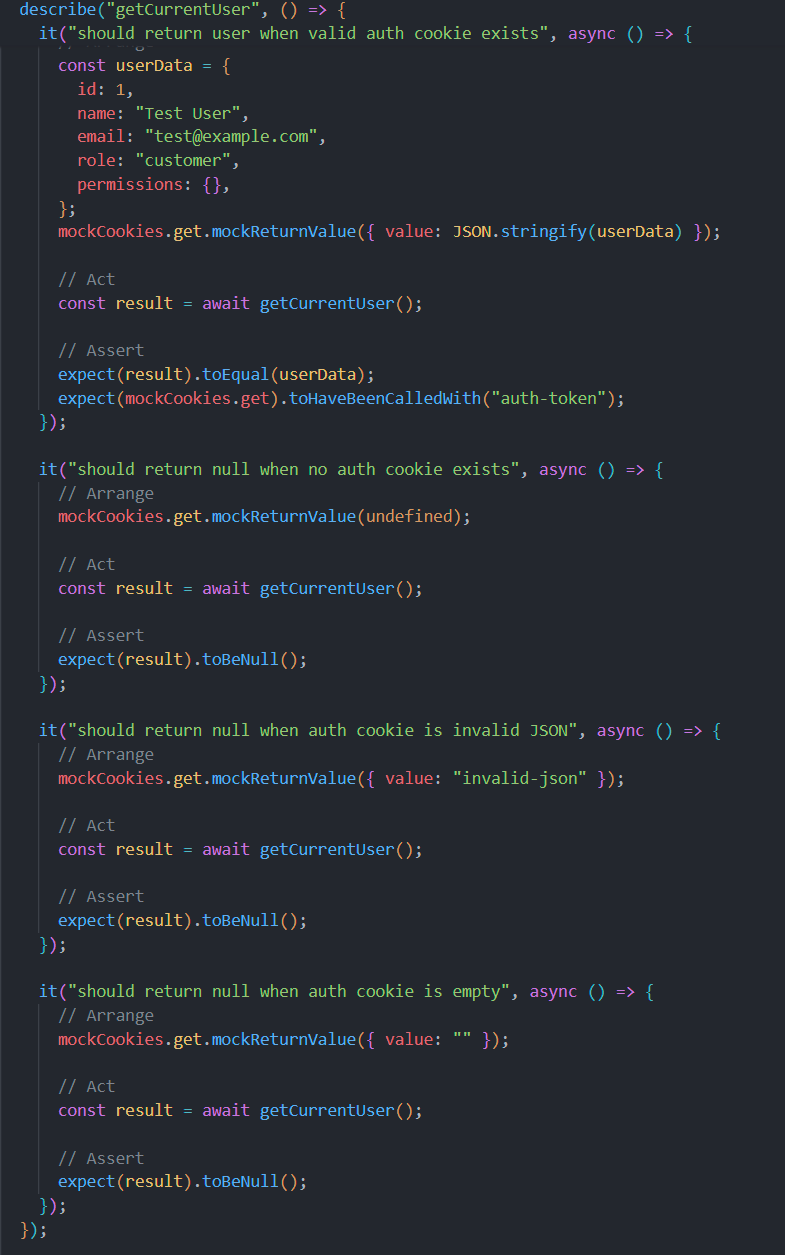 describe("getCurrentUser", () => {
  it("should return user when valid auth cookie exists", async () => {
    const userData = {
      id: 1,
      name: "Test User",
      email: "test@example.com",
      role: "customer",
      permissions: {},
    };
    mockCookies.get.mockReturnValue({ value: JSON.stringify(userData) });

    // Act
    const result = await getCurrentUser();

    // Assert
    expect(result).toEqual(userData);
    expect(mockCookies.get).toHaveBeenCalledWith("auth-token");
  });

  it("should return null when no auth cookie exists", async () => {
    // Arrange
    mockCookies.get.mockReturnValue(undefined);

    // Act
    const result = await getCurrentUser();

    // Assert
    expect(result).toBeNull();
  });

  it("should return null when auth cookie is invalid JSON", async () => {
    // Arrange
    mockCookies.get.mockReturnValue({ value: "invalid-json" });

    // Act
    const result = await getCurrentUser();

    // Assert
    expect(result).toBeNull();
  });

  it("should return null when auth cookie is empty", async () => {
    // Arrange
    mockCookies.get.mockReturnValue({ value: "" });

    // Act
    const result = await getCurrentUser();

    // Assert
    expect(result).toBeNull();
  });
});